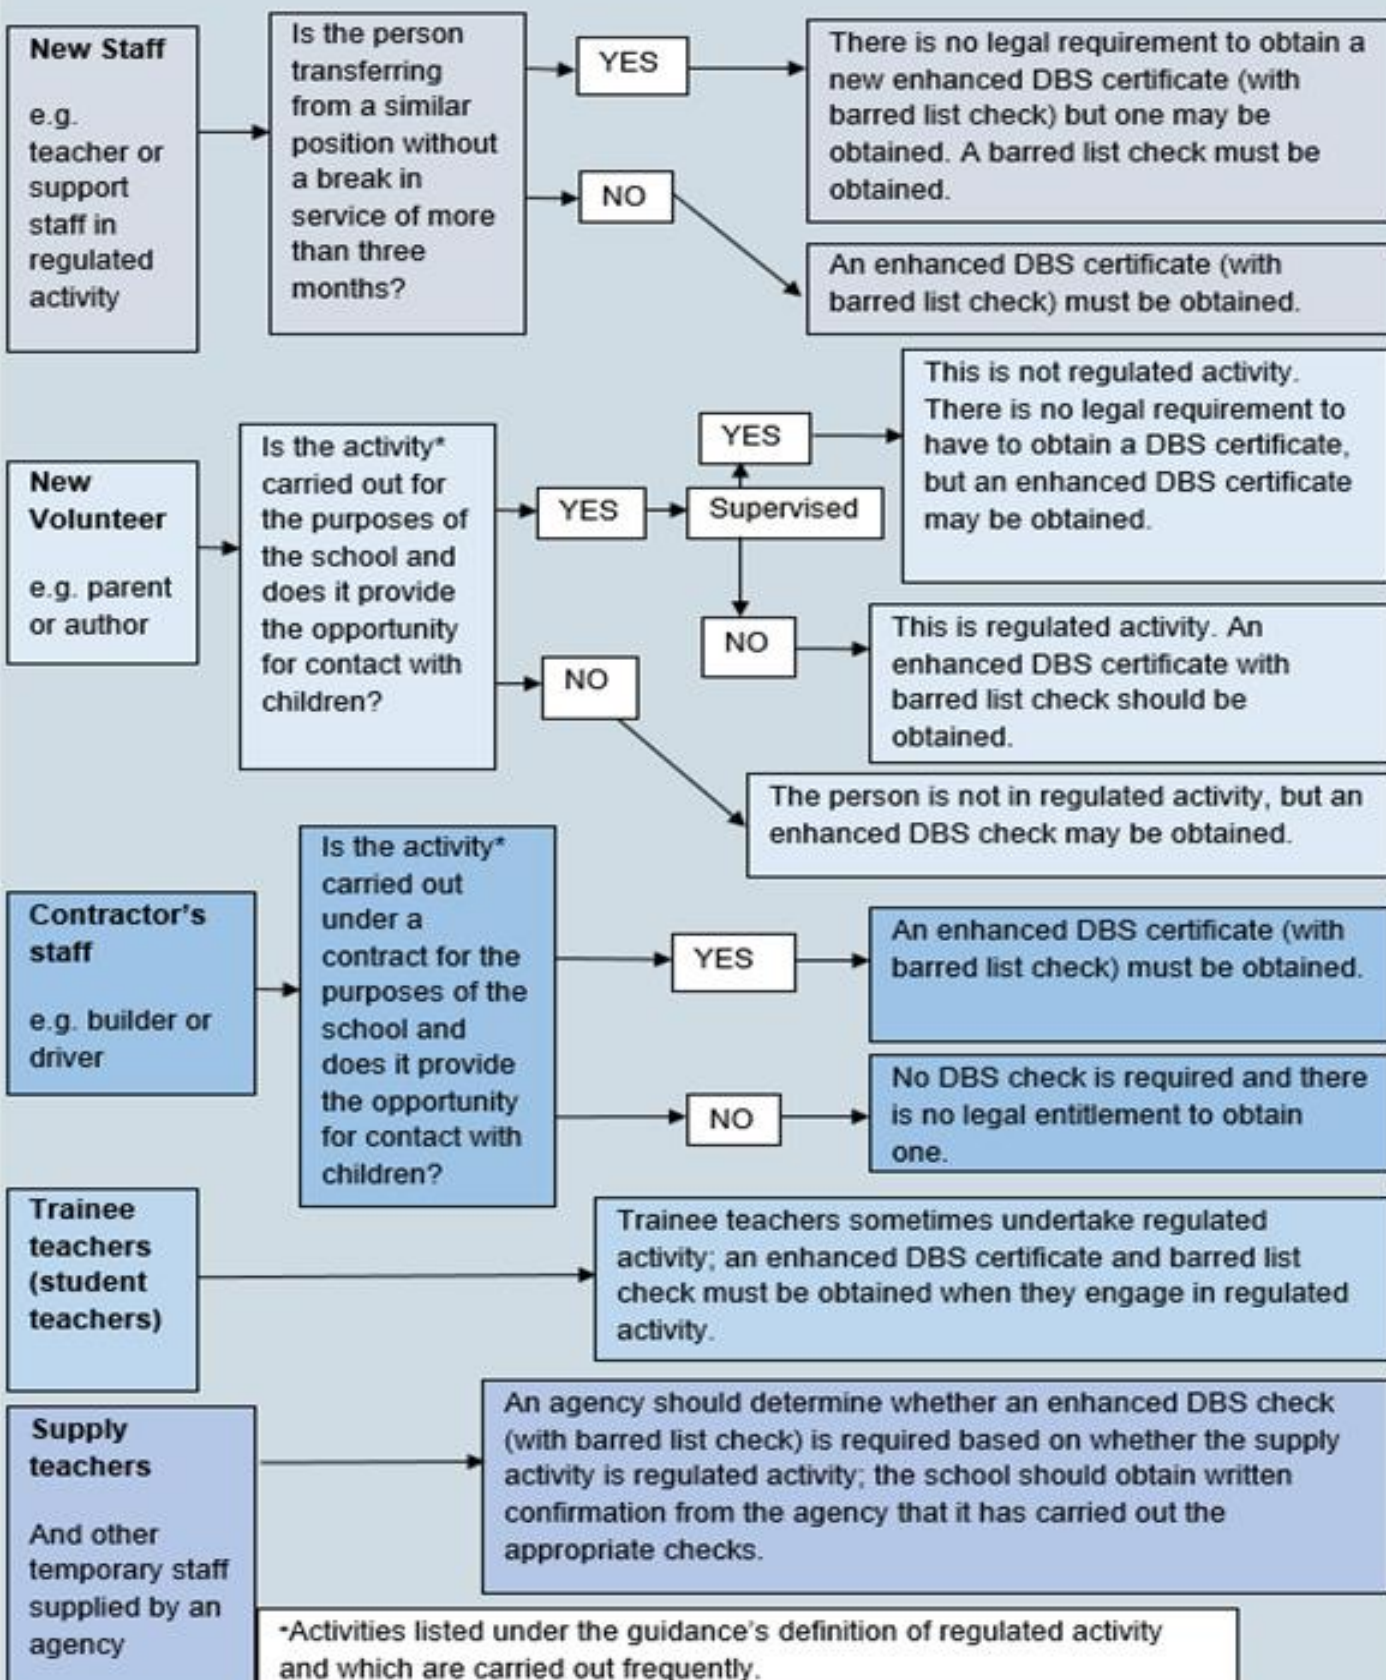 New Staff
e.g.
teacher or
support
staff in
regulated
activity
Is the person
transferring
from a similar
position without
a break in
service of more
than three
months?
YES
There is no legal requirement to obtain a
new enhanced DBS certificate (with
barred list check) but one may be
obtained. A barred list check must be
obtained.
NO
An enhanced DBS certificate (with
barred list check) must be obtained.
New
Volunteer
e.g. parent
or author
Is the activity*
carried out for
the purposes of
the school and
does it provide
the opportunity
for contact with
children?
YES
Supervised
YES
This is not regulated activity.
There is no legal requirement to
have to obtain a DBS certificate,
but an enhanced DBS certificate
may be obtained.
NO
This is regulated activity. An
enhanced DBS certificate with
barred list check should be
obtained.
NO
The person is not in regulated activity, but an
enhanced DBS check may be obtained.
Contractor's
staff
e.g. builder or
driver
Is the activity*
carried out
under a
contract for the
purposes of the
school and
does it provide
the opportunity
for contact with
children?
YES
An enhanced DBS certificate (with
barred list check) must be obtained.
NO
No DBS check is required and there
is no legal entitlement to obtain
one.
Trainee
teachers
(student
teachers)
Trainee teachers sometimes undertake regulated
activity; an enhanced DBS certificate and barred list
check must be obtained when they engage in regulated
activity.
Supply
teachers
And other
temporary staff
supplied by an
agency
An agency should determine whether an enhanced DBS check
(with barred list check) is required based on whether the supply
activity is regulated activity; the school should obtain written
confirmation from the agency that it has carried out the
appropriate checks.
*Activities listed under the guidance's definition of regulated activity
and which are carried out frequently.